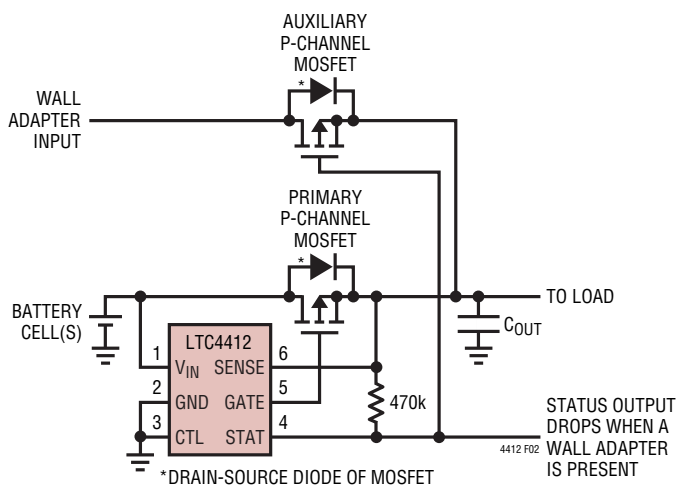 AUXILIARY
P-CHANNEL
MOSFET
*
WALL
ADAPTER
INPUT
PRIMARY
P-CHANNEL
MOSFET
*
BATTERY
CELL(S)
TO LOAD
COUT
LTC4412
1 VIN SENSE 6
2 GND GATE 5
3 CTL STAT 4
470k
STATUS OUTPUT
DROPS WHEN A
WALL ADAPTER
IS PRESENT
4412 F02
*DRAIN-SOURCE DIODE OF MOSFET